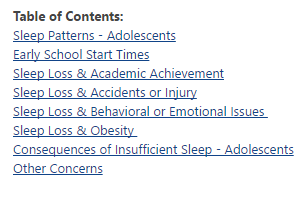 Table of Contents:
Sleep Patterns - Adolescents
Early School Start Times
Sleep Loss & Academic Achievement
Sleep Loss & Accidents or Injury
Sleep Loss & Behavioral or Emotional Issues
Sleep Loss & Obesity
Consequences of Insufficient Sleep - Adolescents
Other Concerns